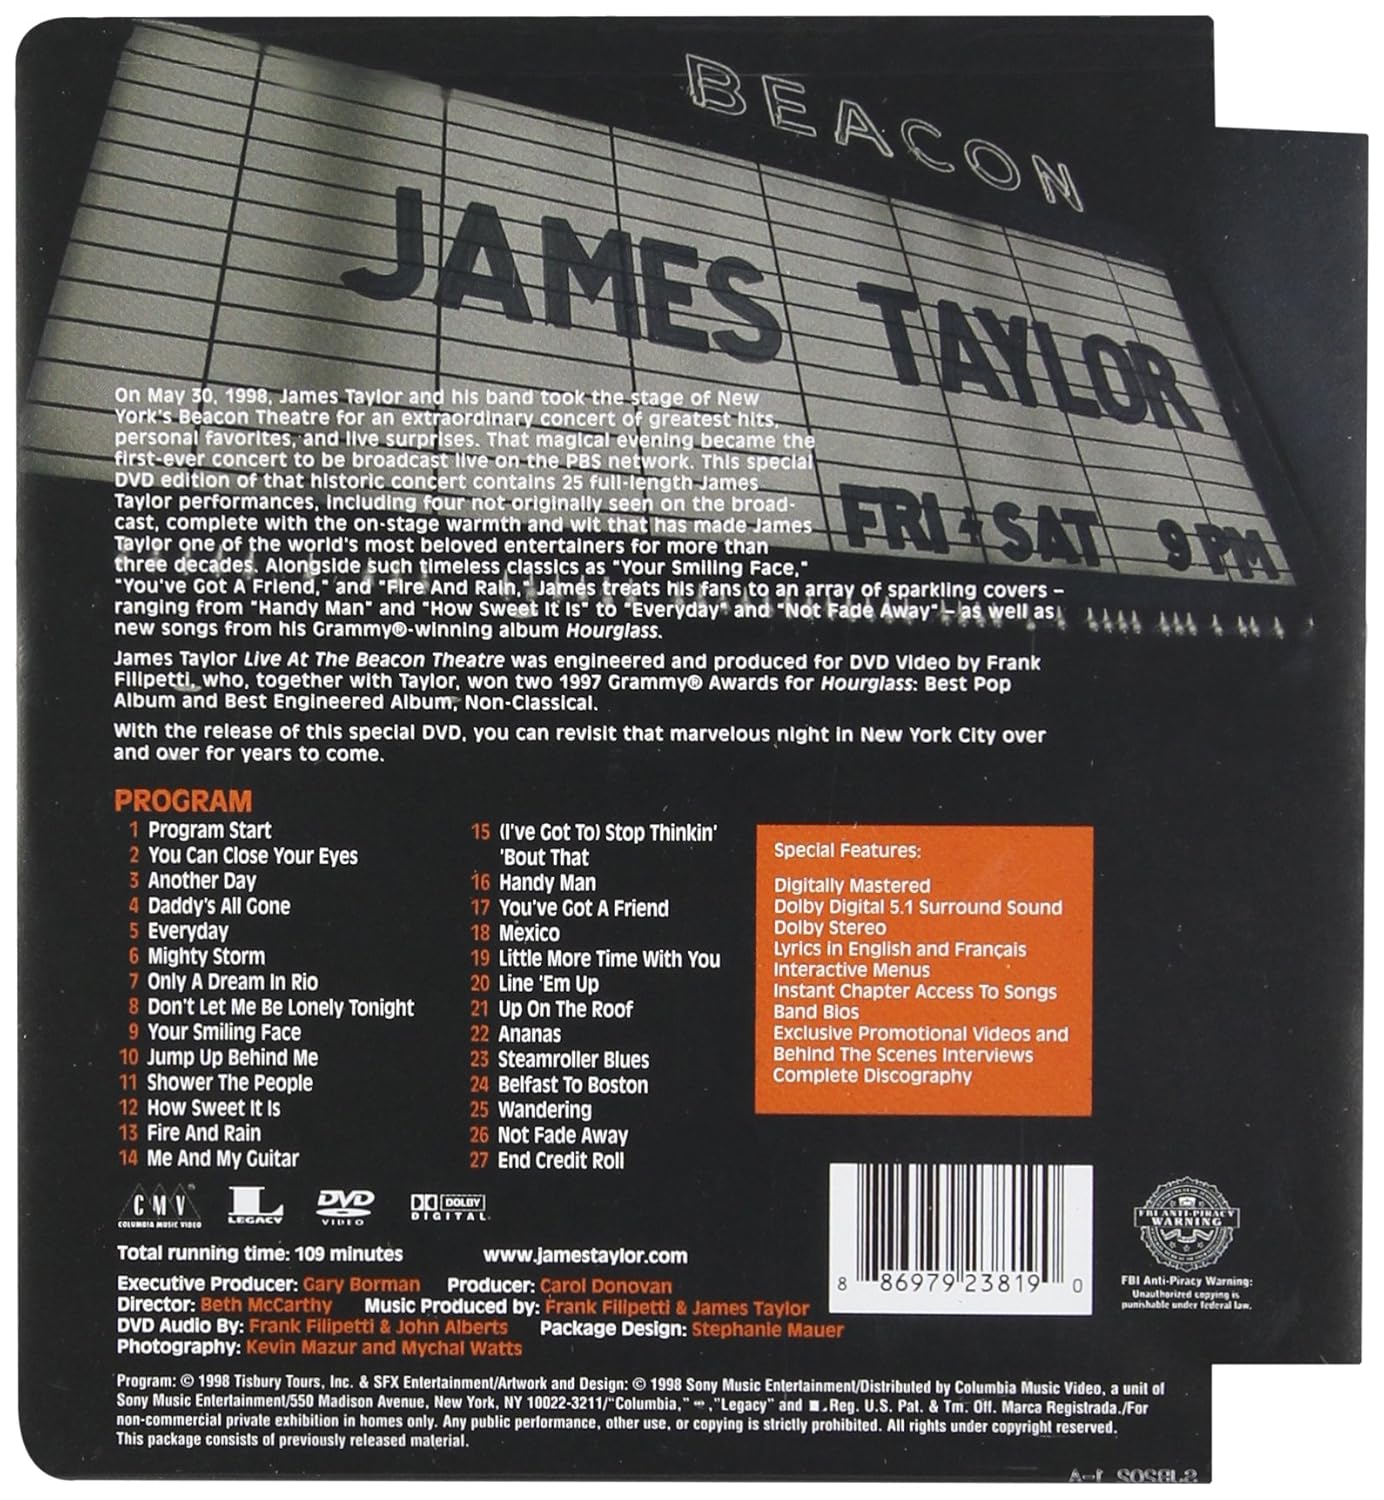 BEACON
JAMES TAYLOR
FRI + SAT 9 PM
On May 30, 1998, James Taylor and his band took the stage of New
York's Beacon Theatre for an extraordinary concert of greatest hits,
personal favorites, and live surprises. That magical evening became the
first-ever concert to be broadcast live on the PBS network. This special
DVD edition of that historic concert contains 25 full-length James
Taylor performances, including four not originally seen on the broad-
cast, complete with the on-stage warmth and wit that has made James
Taylor one of the world's most beloved entertainers for more than
three decades. Alongside such timeless classics as "Your Smiling Face,"
"You've Got A Friend," and "Fire And Rain," James treats his fans to an array of sparkling covers –
ranging from "Handy Man" and "How Sweet It Is" to "Everyday" and "Not Fade Away" – as well as
new songs from his Grammy®-winning album Hourglass.
James Taylor Live At The Beacon Theatre was engineered and produced for DVD Video by Frank
Filipetti, who, together with Taylor, won two 1997 Grammy® Awards for Hourglass: Best Pop
Album and Best Engineered Album, Non-Classical.
With the release of this special DVD, you can revisit that marvelous night in New York City over
and over for years to come.
PROGRAM
1 Program Start
2 You Can Close Your Eyes
3 Another Day
4 Daddy's All Gone
5 Everyday
6 Mighty Storm
7 Only A Dream In Rio
8 Don't Let Me Be Lonely Tonight
9 Your Smiling Face
10 Jump Up Behind Me
11 Shower The People
12 How Sweet It Is
13 Fire And Rain
14 Me And My Guitar
15 (I've Got To) Stop Thinkin'
'Bout That
16 Handy Man
17 You've Got A Friend
18 Mexico
19 Little More Time With You
20 Line 'Em Up
21 Up On The Roof
22 Ananas
23 Steamroller Blues
24 Belfast To Boston
25 Wandering
26 Not Fade Away
27 End Credit Roll
Special Features:
Digitally Mastered
Dolby Digital 5.1 Surround Sound
Dolby Stereo
Lyrics in English and Français
Interactive Menus
Instant Chapter Access To Songs
Band Bios
Exclusive Promotional Videos and
Behind The Scenes Interviews
Complete Discography
CMV
COLUMBIA MUSIC VIDEO
L
LEGACY
DVD
VIDEO
DOLBY
DIGITAL
Total running time: 109 minutes www.jamestaylor.com
Executive Producer: Gary Borman Producer: Carol Donovan
Director: Beth McCarthy Music Produced by: Frank Filipetti & James Taylor
DVD Audio By: Frank Filipetti & John Alberts Package Design: Stephanie Mauer
Photography: Kevin Mazur and Mychal Watts
8 86979 23819 0
FBI ANTI-PIRACY
WARNING
FBI Anti-Piracy Warning:
Unauthorized copying is
punishable under federal law.
Program: © 1998 Tisbury Tours, Inc. & SFX Entertainment/Artwork and Design: © 1998 Sony Music Entertainment/Distributed by Columbia Music Video, a unit of
Sony Music Entertainment/550 Madison Avenue, New York, NY 10022-3211/"Columbia," , "Legacy" and Reg. U.S. Pat. & Tm. Off. Marca Registrada./For
non-commercial private exhibition in homes only. Any public performance, other use, or copying is strictly prohibited. All rights under copyright reserved.
This package consists of previously released material.